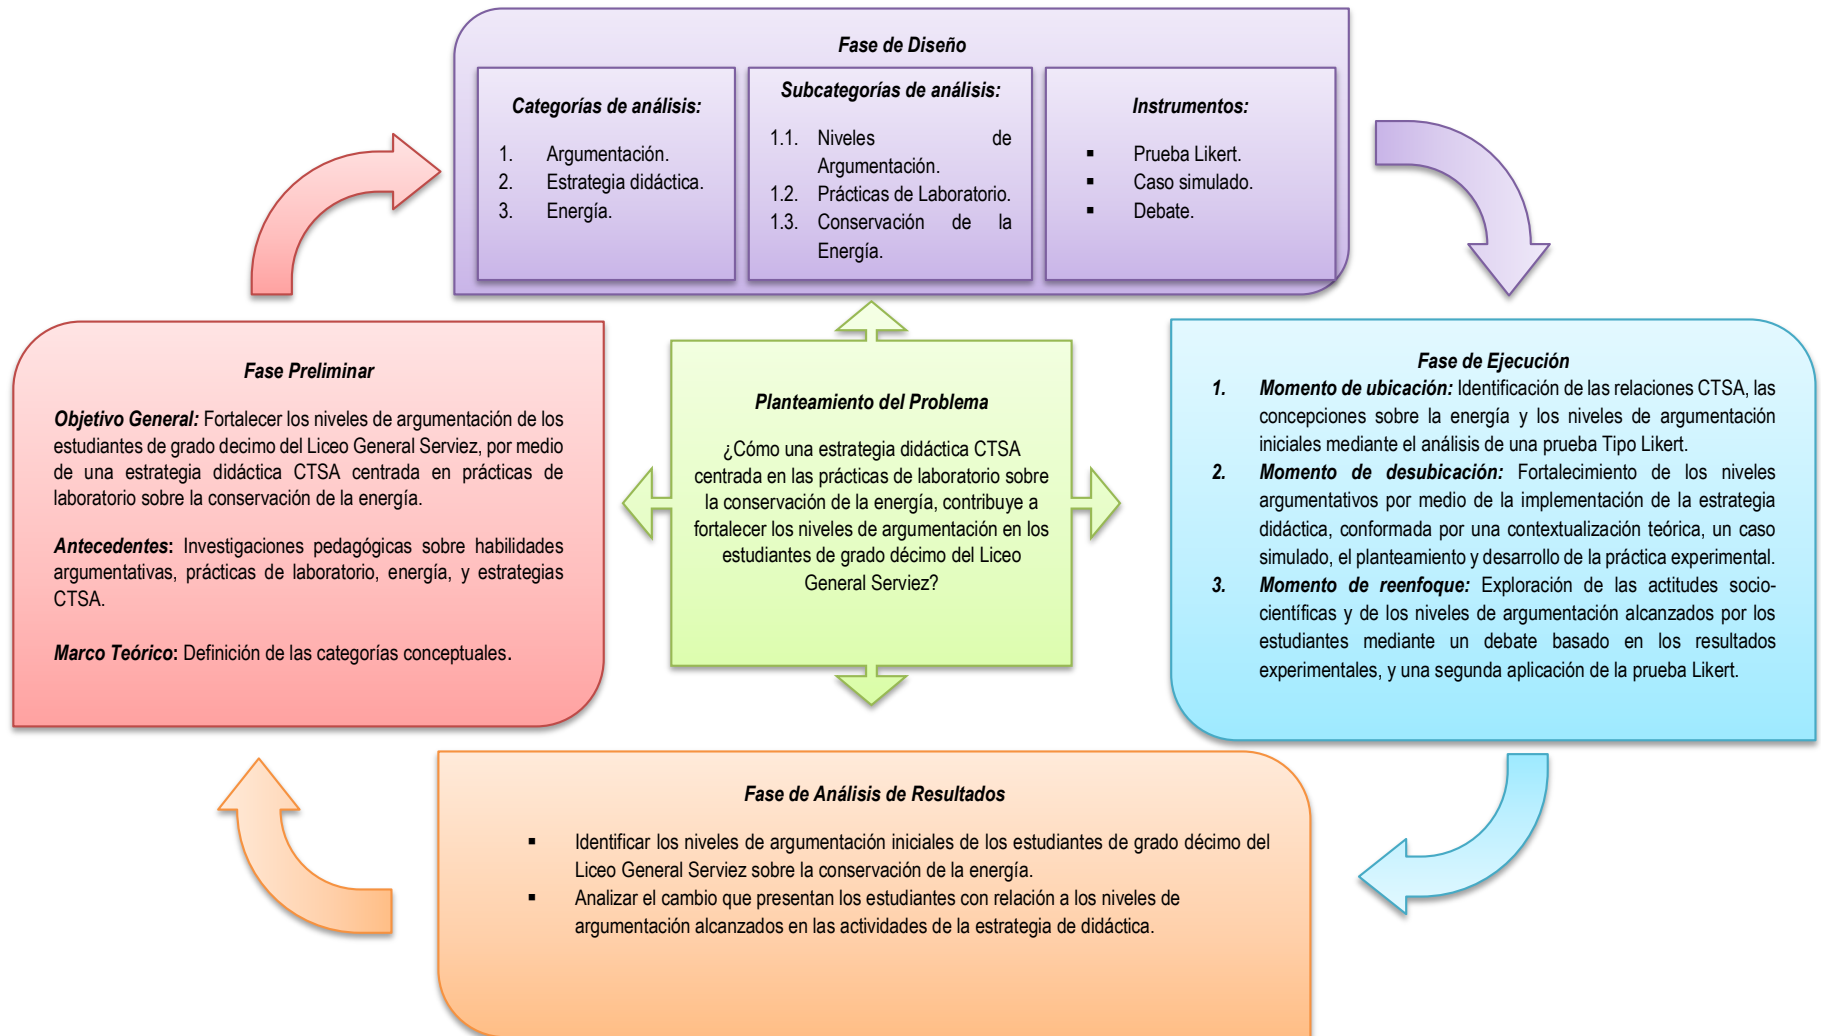 Fase de Diseño
Categorías de análisis:
1. Argumentación.
2. Estrategia didáctica.
3. Energía.
Subcategorías de análisis:
1.1. Niveles de
Argumentación.
1.2. Prácticas de Laboratorio.
1.3. Conservación de la
Energía.
Instrumentos:
▪ Prueba Likert.
▪ Caso simulado.
▪ Debate.
Fase Preliminar
Objetivo General: Fortalecer los niveles de argumentación de los
estudiantes de grado decimo del Liceo General Serviez, por medio
de una estrategia didáctica CTSA centrada en prácticas de
laboratorio sobre la conservación de la energía.
Antecedentes: Investigaciones pedagógicas sobre habilidades
argumentativas, prácticas de laboratorio, energía, y estrategias
CTSA.
Marco Teórico: Definición de las categorías conceptuales.
Planteamiento del Problema
¿Cómo una estrategia didáctica CTSA
centrada en las prácticas de laboratorio sobre
la conservación de la energía, contribuye a
fortalecer los niveles de argumentación en los
estudiantes de grado décimo del Liceo
General Serviez?
Fase de Ejecución
1. Momento de ubicación: Identificación de las relaciones CTSA, las
concepciones sobre la energía y los niveles de argumentación
iniciales mediante el análisis de una prueba Tipo Likert.
2. Momento de desubicación: Fortalecimiento de los niveles
argumentativos por medio de la implementación de la estrategia
didáctica, conformada por una contextualización teórica, un caso
simulado, el planteamiento y desarrollo de la práctica experimental.
3. Momento de reenfoque: Exploración de las actitudes socio-
científicas y de los niveles de argumentación alcanzados por los
estudiantes mediante un debate basado en los resultados
experimentales, y una segunda aplicación de la prueba Likert.
Fase de Análisis de Resultados
▪ Identificar los niveles de argumentación iniciales de los estudiantes de grado décimo del
Liceo General Serviez sobre la conservación de la energía.
▪ Analizar el cambio que presentan los estudiantes con relación a los niveles de
argumentación alcanzados en las actividades de la estrategia de didáctica.